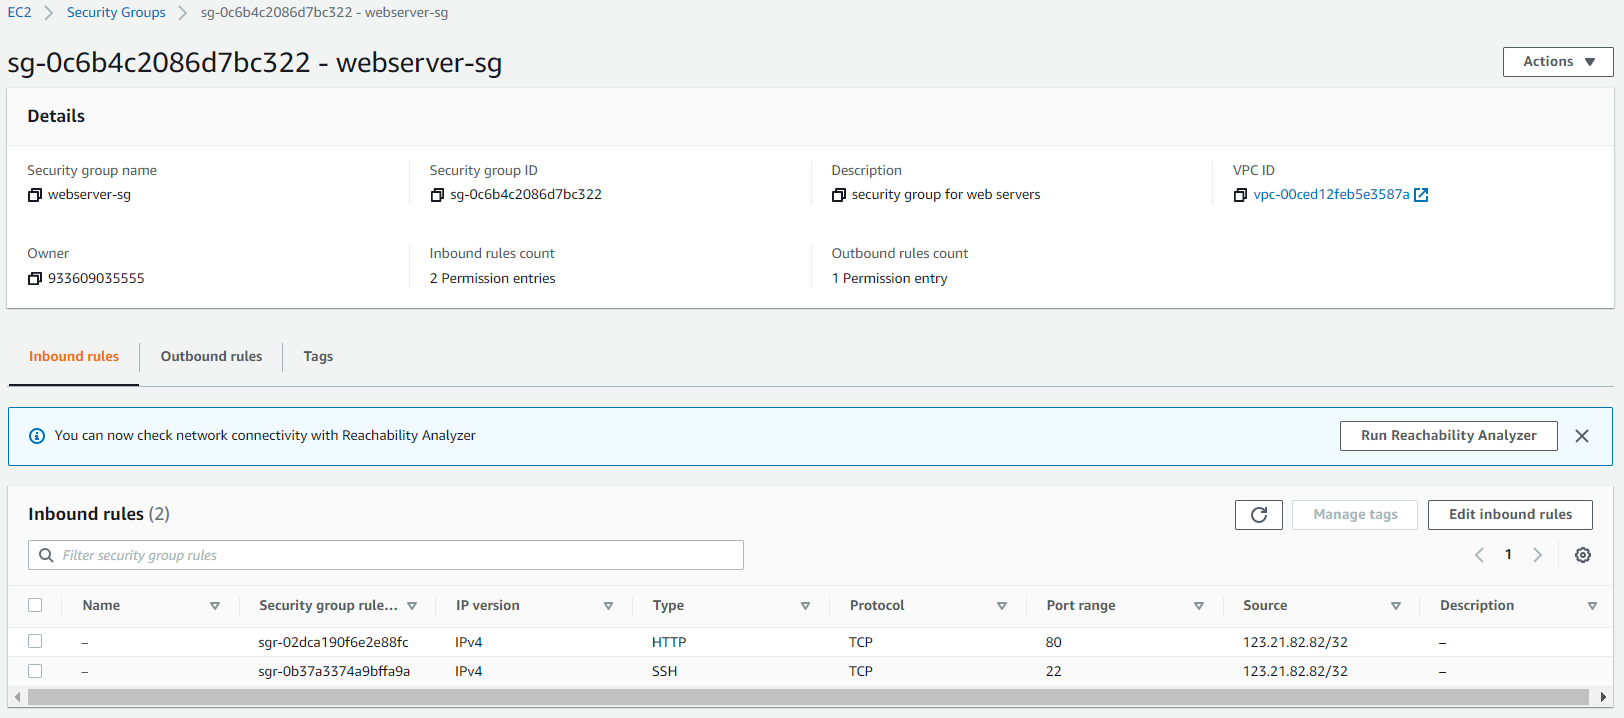 EC2 > Security Groups > sg-0c6b4c2086d7bc322 - webserver-sg
sg-0c6b4c2086d7bc322 - webserver-sg
Actions
Details
Security group name
webserver-sg
Security group ID
sg-0c6b4c2086d7bc322
Description
security group for web servers
VPC ID
vpc-00ced12feb5e3587a
Owner
933609035555
Inbound rules count
2 Permission entries
Outbound rules count
1 Permission entry
Inbound rules Outbound rules Tags
You can now check network connectivity with Reachability Analyzer Run Reachability Analyzer
Inbound rules (2) Manage tags Edit inbound rules
Filter security group rules 1
Name Security group rule... IP version Type Protocol Port range Source Description
– sgr-02dca190f6e2e88fc IPv4 HTTP TCP 80 123.21.82.82/32 –
– sgr-0b37a3374a9bffa9a IPv4 SSH TCP 22 123.21.82.82/32 –